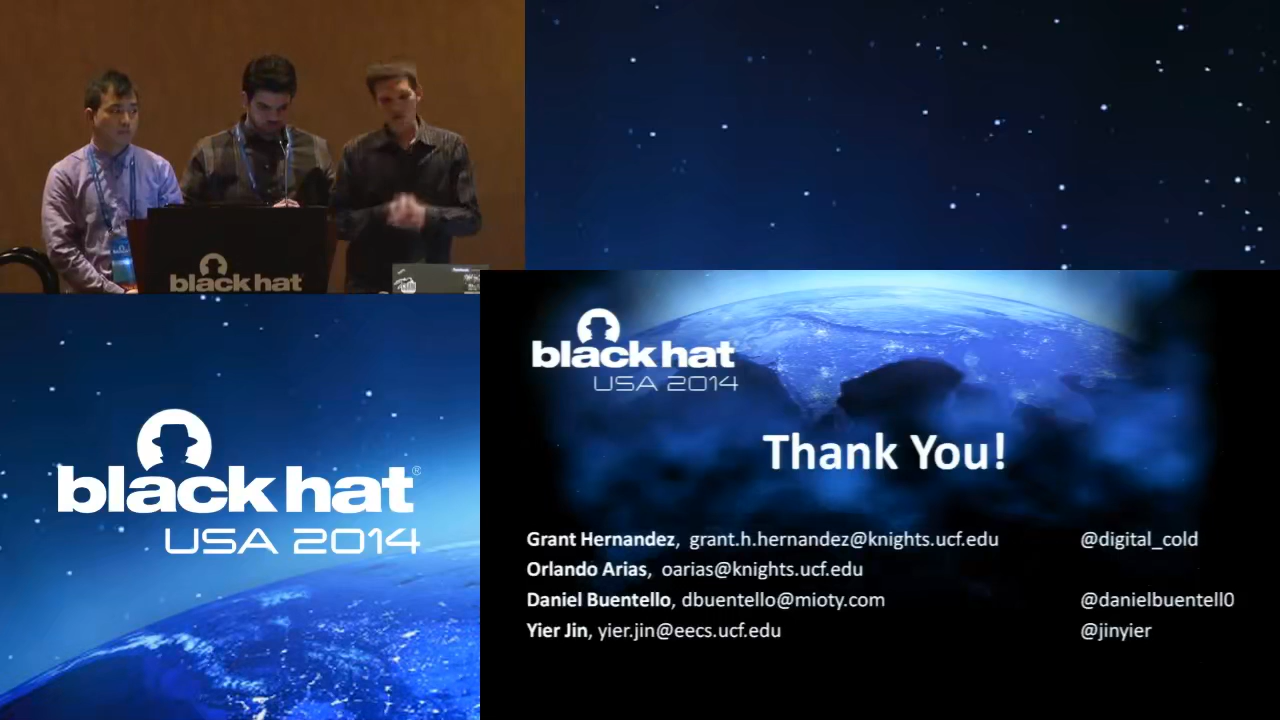 black hat
black hat
USA 2014
Thank You!
Grant Hernandez, grant.h.hernandez@knights.ucf.edu @digital_cold
Orlando Arias, oarias@knights.ucf.edu
Daniel Buentello, dbuentello@mioty.com @danielbuentell0
Yier Jin, yier.jin@eecs.ucf.edu @jinyier
black hat®
USA 2014